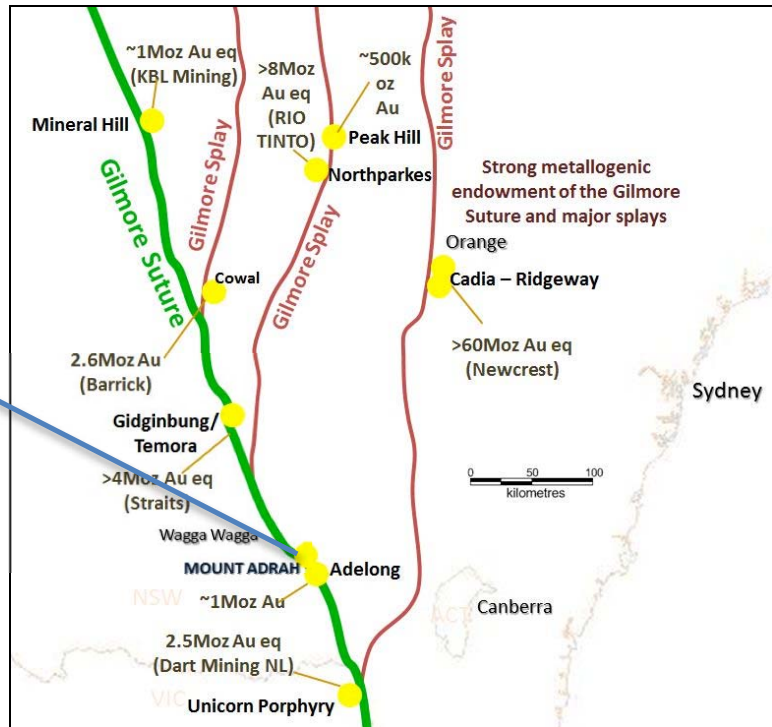 ~1Moz Au eq
(KBL Mining)
Mineral Hill
>8Moz
Au eq
(RIO
TINTO)
~500k
oz
Au
Peak Hill
Northparkes
Gilmore Splay
Gilmore Splay
Gilmore Splay
Gilmore Suture
Strong metallogenic
endowment of the Gilmore
Suture and major splays
Orange
Cadia – Ridgeway
>60Moz Au eq
(Newcrest)
Cowal
2.6Moz Au
(Barrick)
Sydney
Gidginbung/
Temora
>4Moz Au eq
(Straits)
0 50 100
kilometres
Wagga Wagga
MOUNT ADRAH
Adelong
~1Moz Au
NSW
ACT
Canberra
2.5Moz Au eq
(Dart Mining NL)
VIC
Unicorn Porphyry